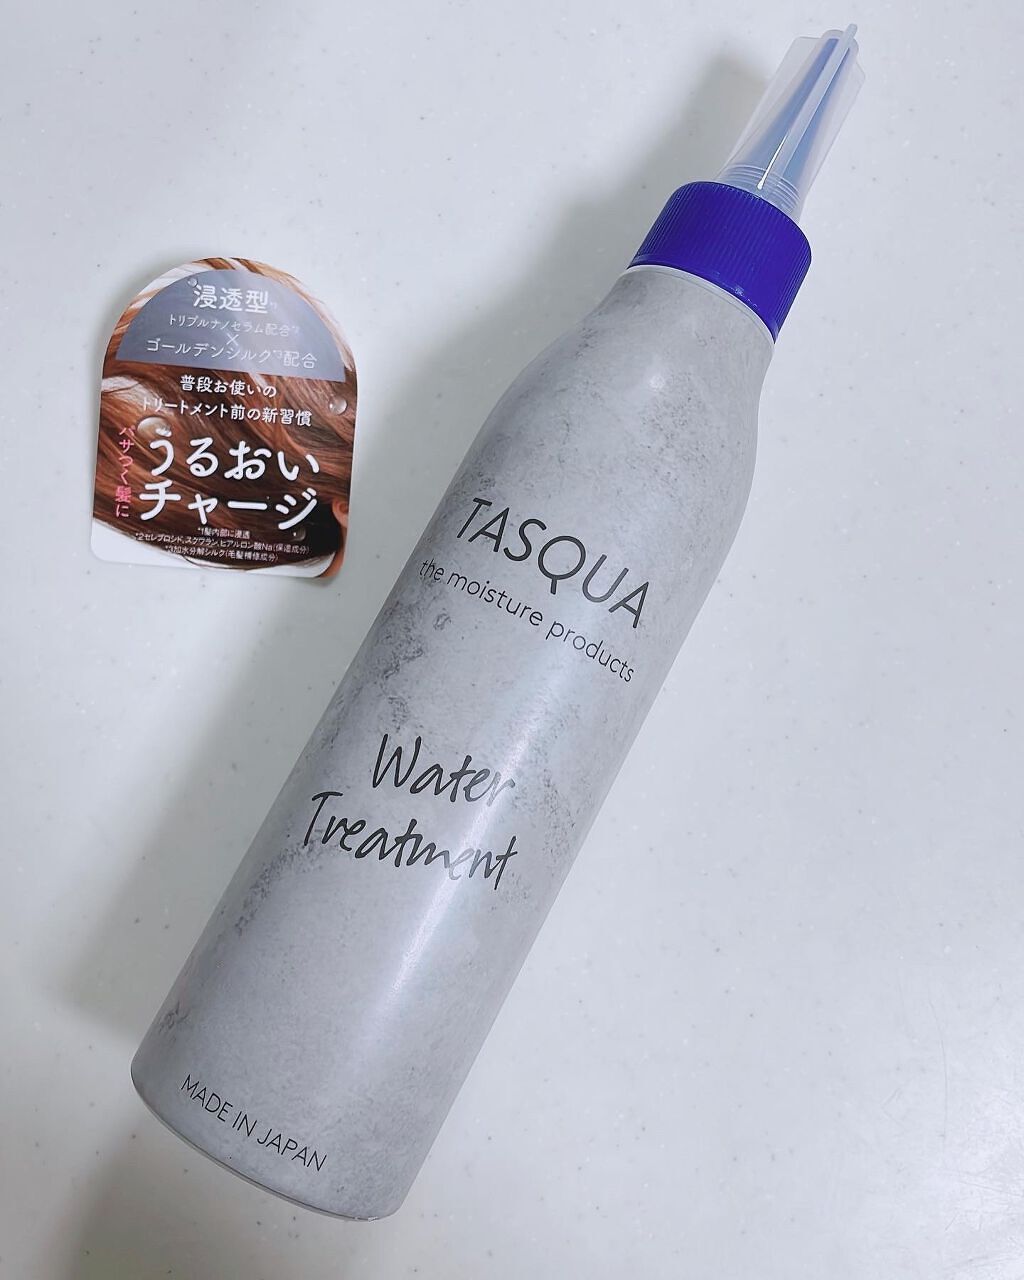 浸透型*1
トリプルナノセラム配合*2
×
ゴールデンシルク*3配合
普段お使いの
トリートメント前の新習慣
パサつく髪に
うるおい
チャージ
*1髪内部に浸透
*2セレブロシド、スクワラン、ヒアルロン酸Na(保湿成分)
*3加水分解シルク(毛髪補修成分)
TASQUA
the moisture products
Water
Treatment
MADE IN JAPAN